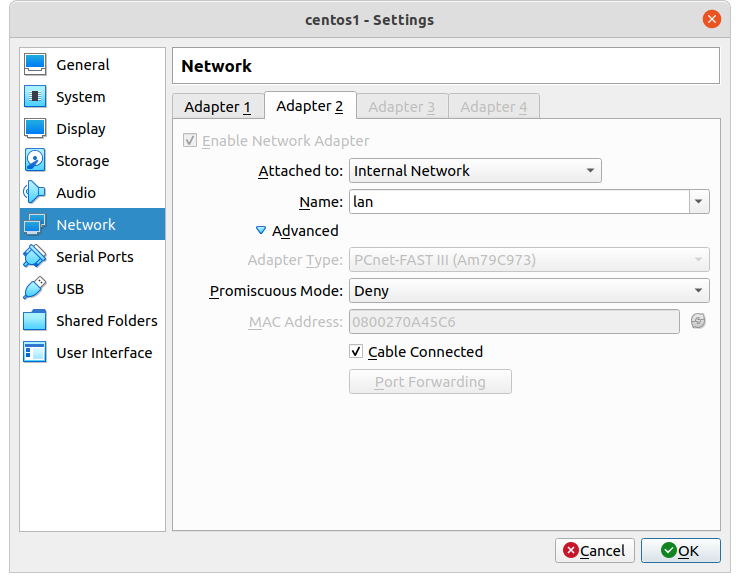 centos1 - Settings
General
System
Display
Storage
Audio
Network
Serial Ports
USB
Shared Folders
User Interface
Network
Adapter 1 Adapter 2 Adapter 3 Adapter 4
Enable Network Adapter
Attached to: Internal Network
Name: lan
Advanced
Adapter Type: PCnet-FAST III (Am79C973)
Promiscuous Mode: Deny
MAC Address: 0800270A45C6
Cable Connected
Port Forwarding
Cancel OK